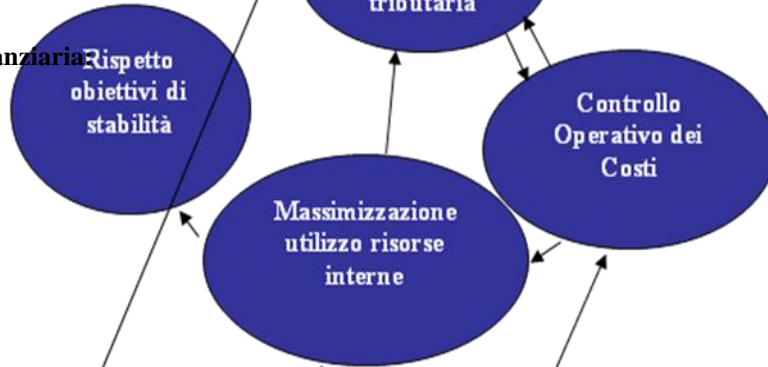 tributaria
anziaria:
Rispetto
obiettivi di
stabilità
Controllo
Operativo dei
Costi
Massimizzazione
utilizzo risorse
interne